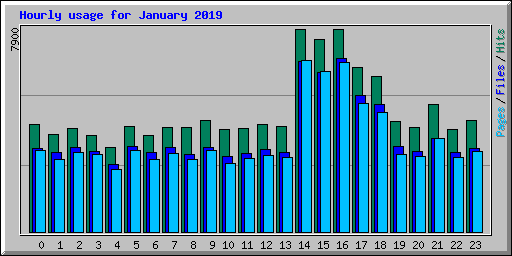 Hourly usage for January 2019
7900
Pages/Files/Hits
0 1 2 3 4 5 6 7 8 9 10 11 12 13 14 15 16 17 18 19 20 21 22 23